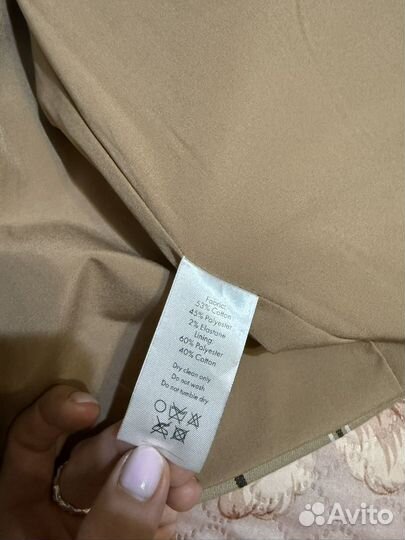 Fabric:
53% Cotton
45% Polyester
2% Elastane
Lining:
60% Polyester
40% Cotton
Dry clean only
Do not wash
Do not tumble dry
Avito